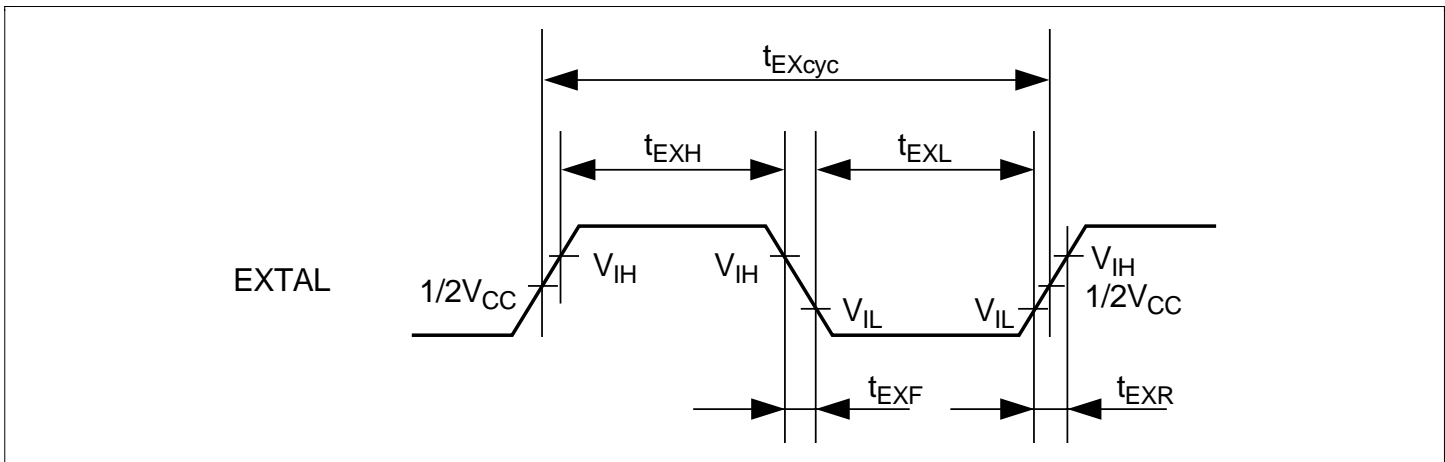 tEXcyc
tEXH
tEXL
EXTAL
1/2VCC
VIH
VIH
VIL
VIL
VIH
1/2VCC
tEXF
tEXR